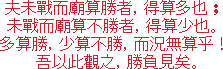 夫未戰而廟算勝者，得算多也；
未戰而廟算不勝者，得算少也。
多算勝，少算不勝，而況無算乎！
吾以此觀之，勝負見矣。